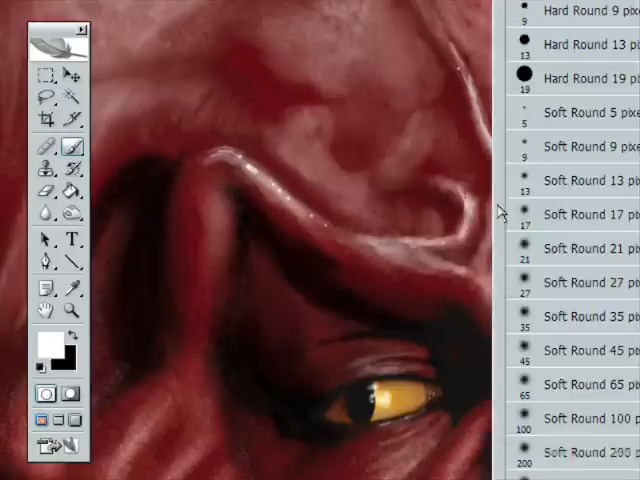 Hard Round 9 pixe
9
Hard Round 13 pi
13
Hard Round 19 pi
19
Soft Round 5 pixe
5
Soft Round 9 pixe
9
Soft Round 13 pi
13
Soft Round 17 pi
17
Soft Round 21 pi
21
Soft Round 27 pi
27
Soft Round 35 pi
35
Soft Round 45 pi
45
Soft Round 65 pi
65
Soft Round 100 p
100
Soft Round 200 p
200
T